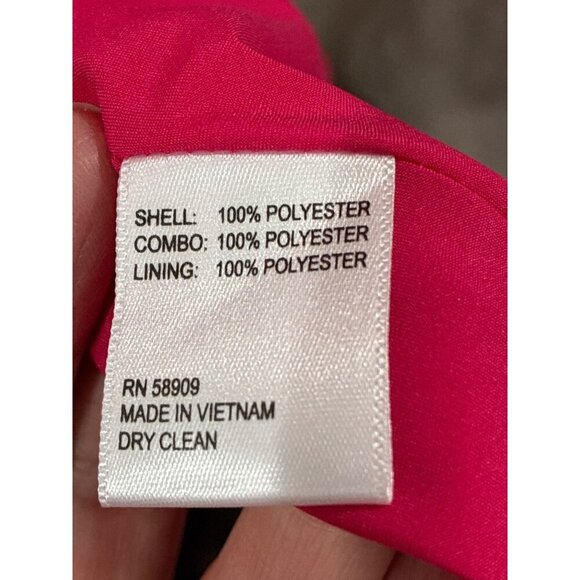 SHELL: 100% POLYESTER
COMBO: 100% POLYESTER
LINING: 100% POLYESTER
RN 58909
MADE IN VIETNAM
DRY CLEAN